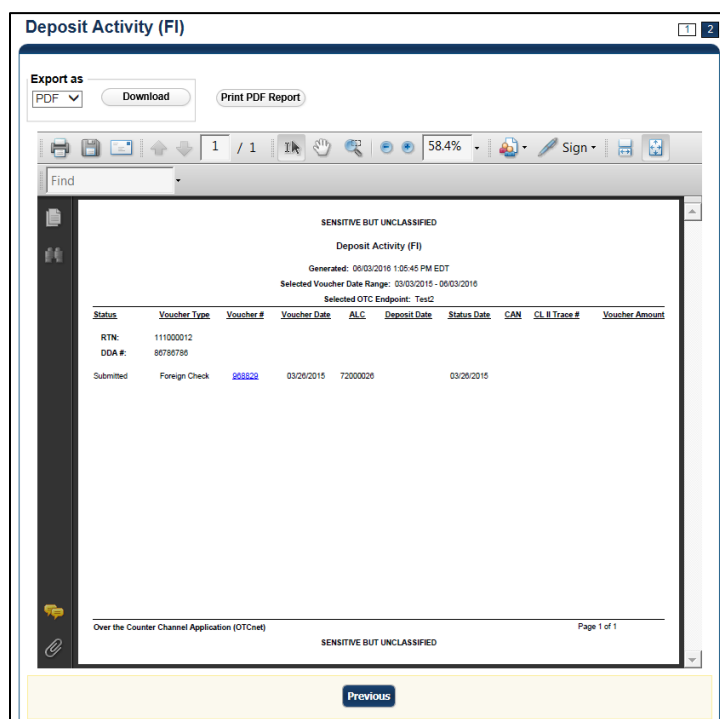 Deposit Activity (FI)
1 2
Export as
PDF Download Print PDF Report
1 / 1 58.4% Sign
Find
SENSITIVE BUT UNCLASSIFIED
Deposit Activity (FI)
Generated: 06/03/2016 1:05:45 PM EDT
Selected Voucher Date Range: 03/03/2015 - 06/03/2016
Selected OTC Endpoint: Test2
Status Voucher Type Voucher # Voucher Date ALC Deposit Date Status Date CAN CL II Trace # Voucher Amount
RTN: 111000012
DDA #: 86786786
Submitted Foreign Check 968829 03/26/2015 72000026 03/26/2015
Over the Counter Channel Application (OTCnet) Page 1 of 1
SENSITIVE BUT UNCLASSIFIED
Previous